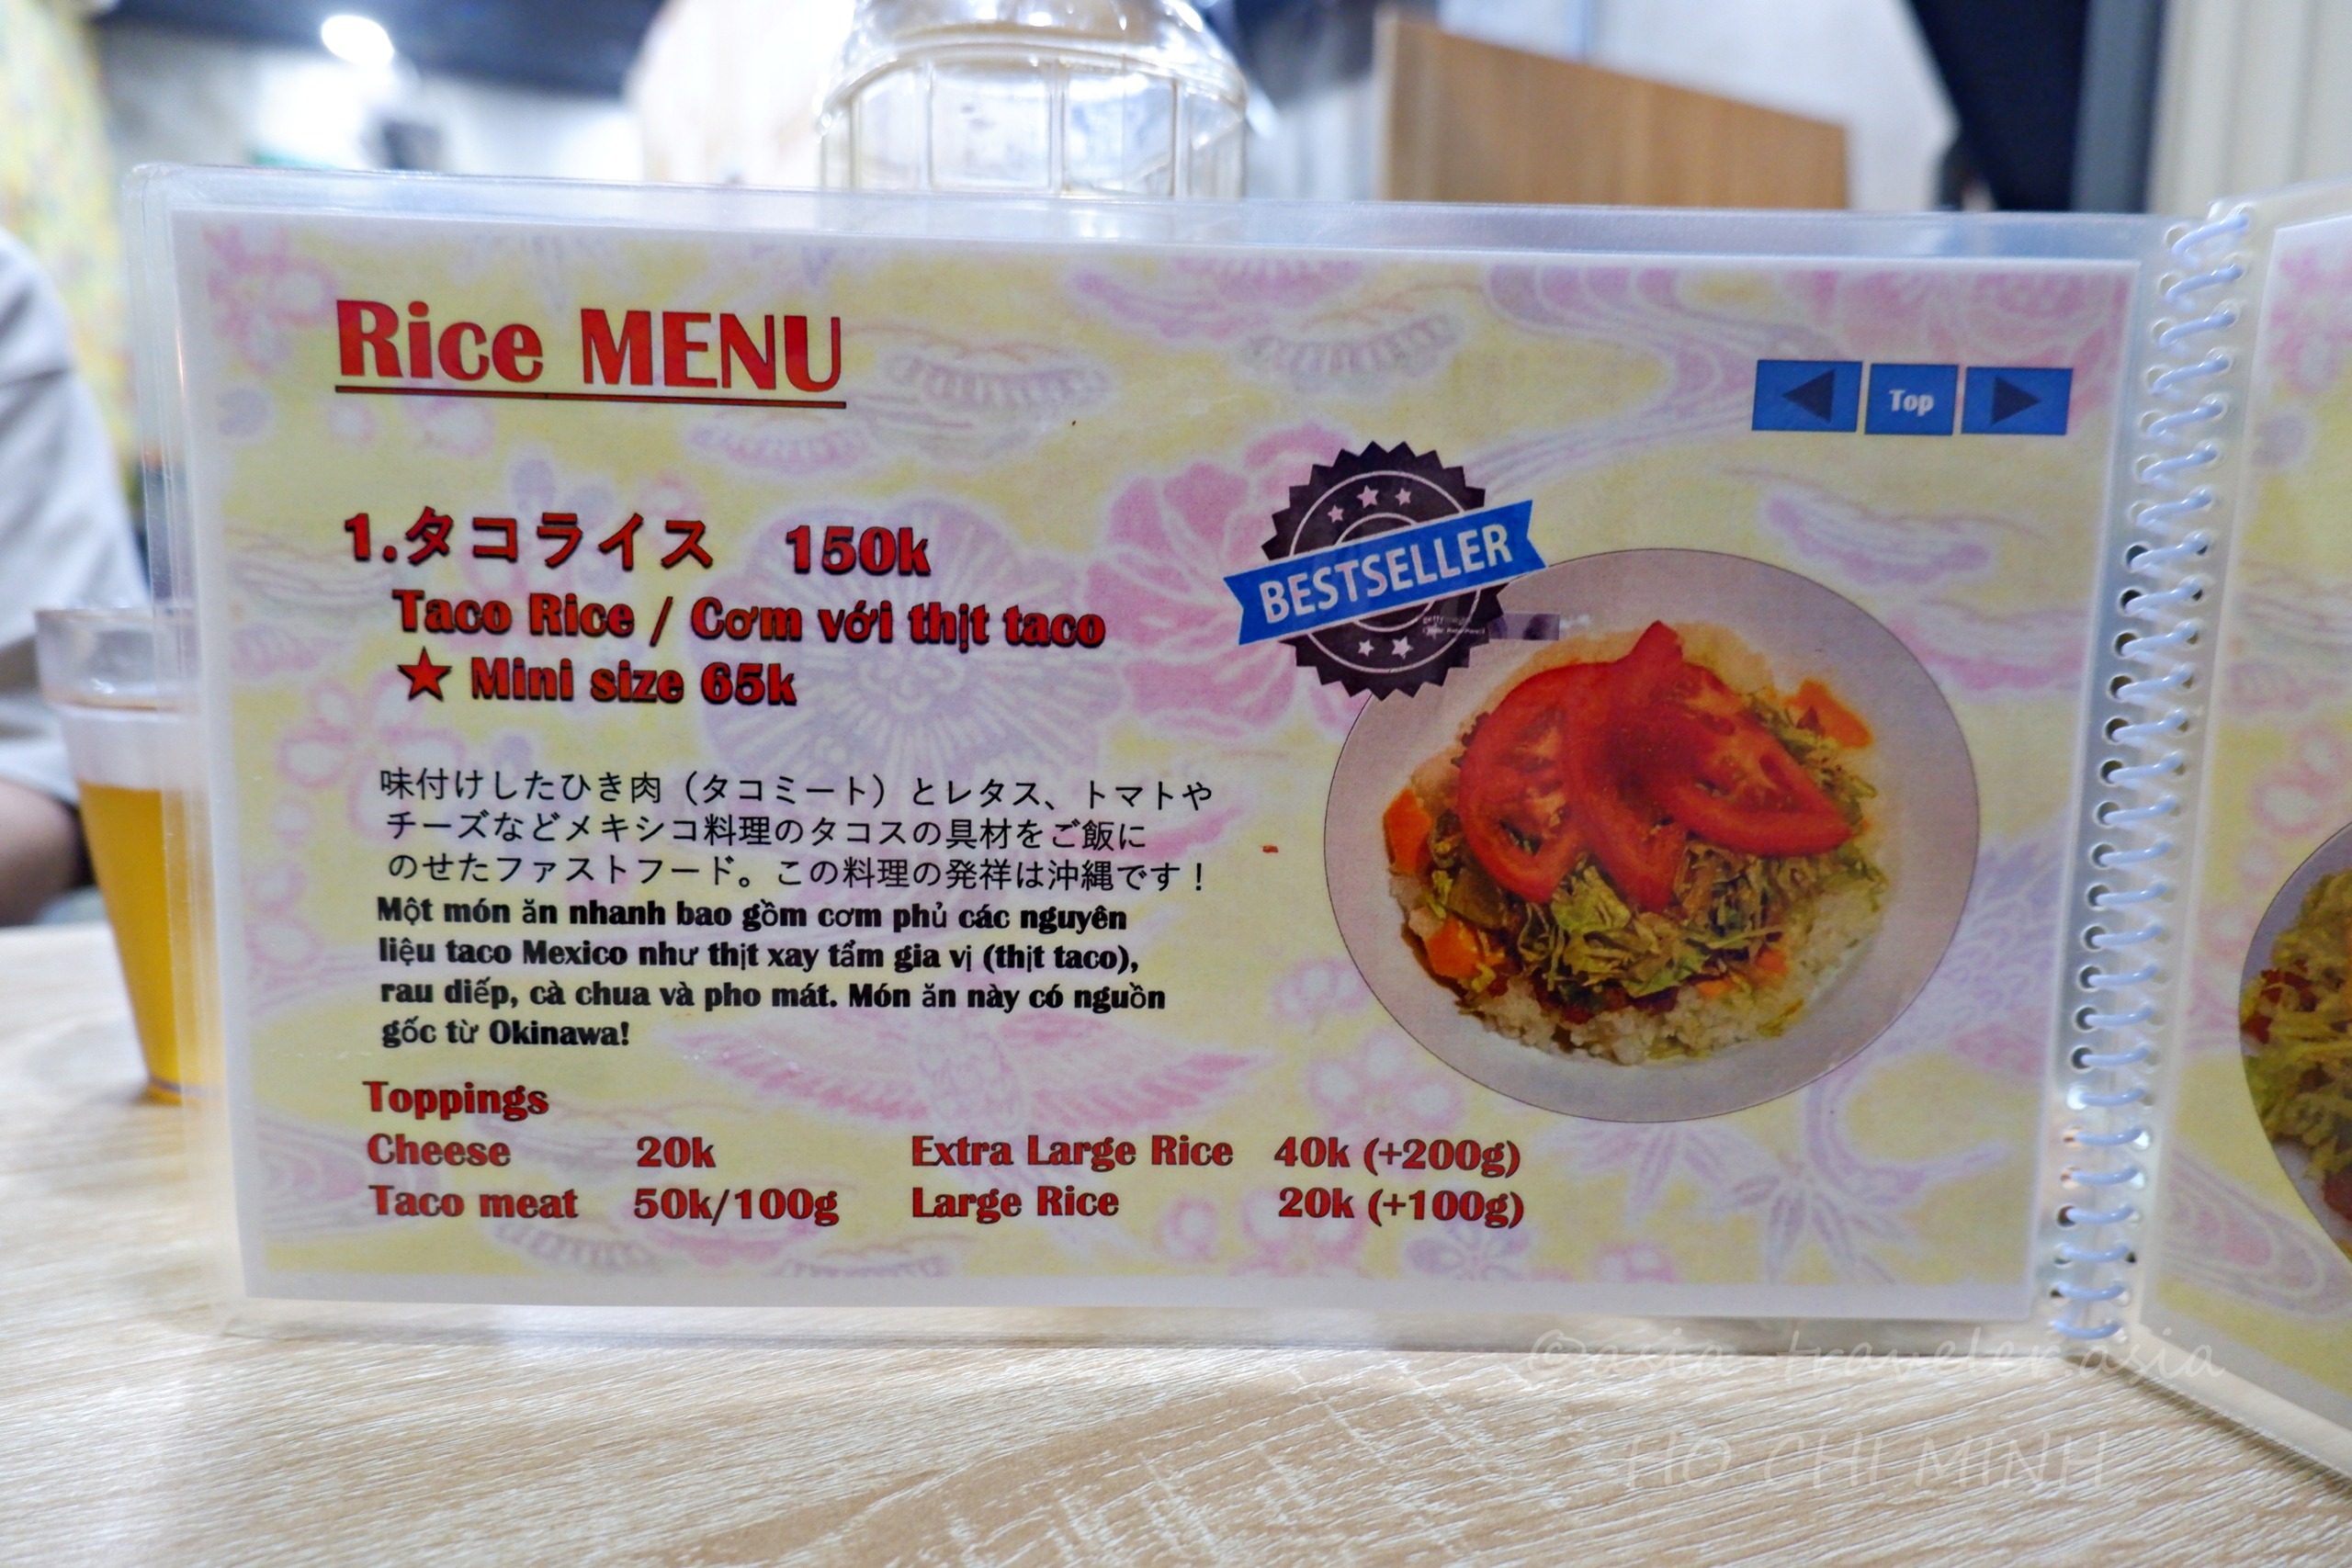 Rice MENU
Top
1.タコライス 150k
Taco Rice / Cơm với thịt taco
★ Mini size 65k
BESTSELLER
味付けしたひき肉（タコミート）とレタス、トマトや
チーズなどメキシコ料理のタコスの具材をご飯に
のせたファストフード。この料理の発祥は沖縄です！
Một món ăn nhanh bao gồm cơm phủ các nguyên
liệu taco Mexico như thịt xay tẩm gia vị (thịt taco),
rau diếp, cà chua và pho mát. Món ăn này có nguồn
gốc từ Okinawa!
Toppings
Cheese 20k Extra Large Rice 40k (+200g)
Taco meat 50k/100g Large Rice 20k (+100g)
©asia-traveler.asia
HO CHI MINH